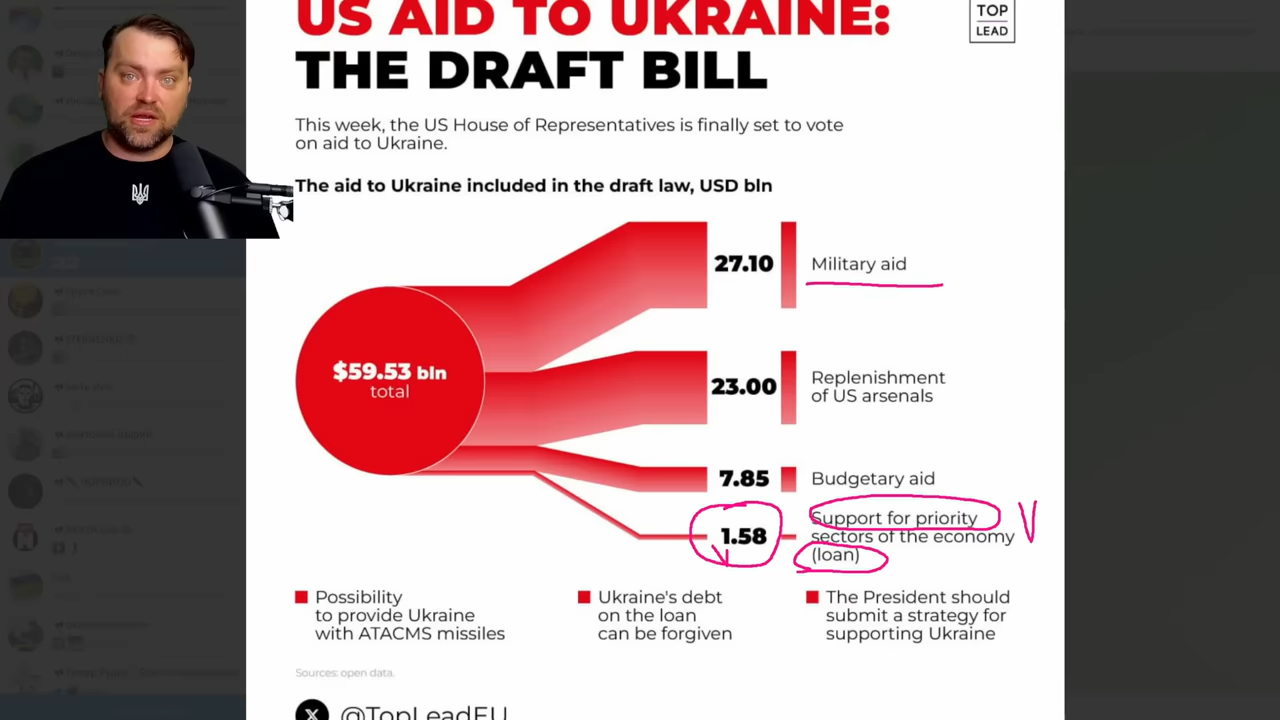 US AID TO UKRAINE:
THE DRAFT BILL
TOP
LEAD
This week, the US House of Representatives is finally set to vote
on aid to Ukraine.
The aid to Ukraine included in the draft law, USD bln
$59.53 bln
total
27.10
Military aid
23.00
Replenishment
of US arsenals
7.85
Budgetary aid
1.58
Support for priority
sectors of the economy
(loan)
Possibility
to provide Ukraine
with ATACMS missiles
Ukraine's debt
on the loan
can be forgiven
The President should
submit a strategy for
supporting Ukraine
Sources: open data.
X @TopLeadEU